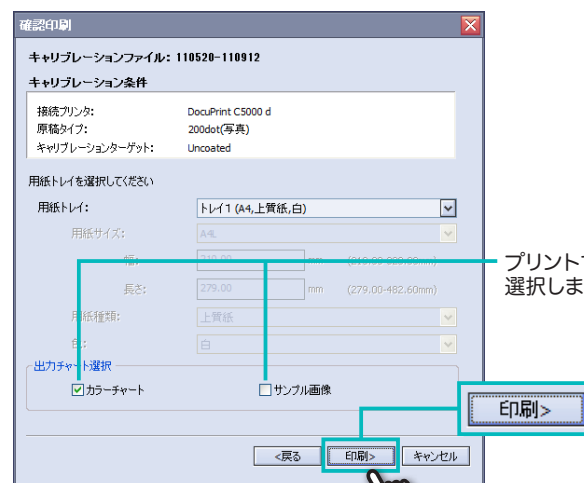 確認印刷
キャリブレーションファイル: 110520-110912
キャリブレーション条件
接続プリンタ: DocuPrint C5000 d
原稿タイプ: 200dot(写真)
キャリブレーションターゲット: Uncoated
用紙トレイを選択してください
用紙トレイ: トレイ1 (A4,上質紙,白)
用紙サイズ: A4
幅: 210.00 mm
長さ: 279.00 mm (279.00-482.60mm)
用紙種類: 上質紙
色: 白
出力チャート選択
カラーチャート サンプル画像
プリント
選択しま
印刷>
<戻る 印刷> キャンセル